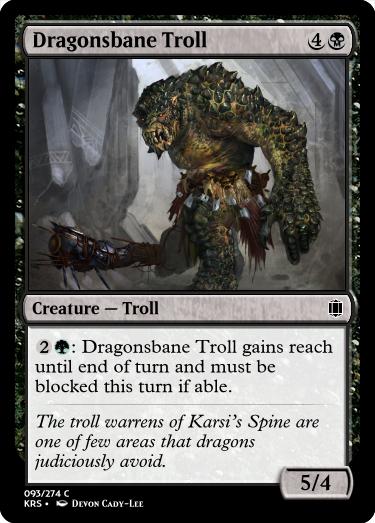 Dragonsbane Troll 4
Creature — Troll
2 : Dragonsbane Troll gains reach
until end of turn and must be
blocked this turn if able.
The troll warrens of Karsi's Spine are
one of few areas that dragons
judiciously avoid.
5/4
093/274 C
KRS • Devon Cady-Lee